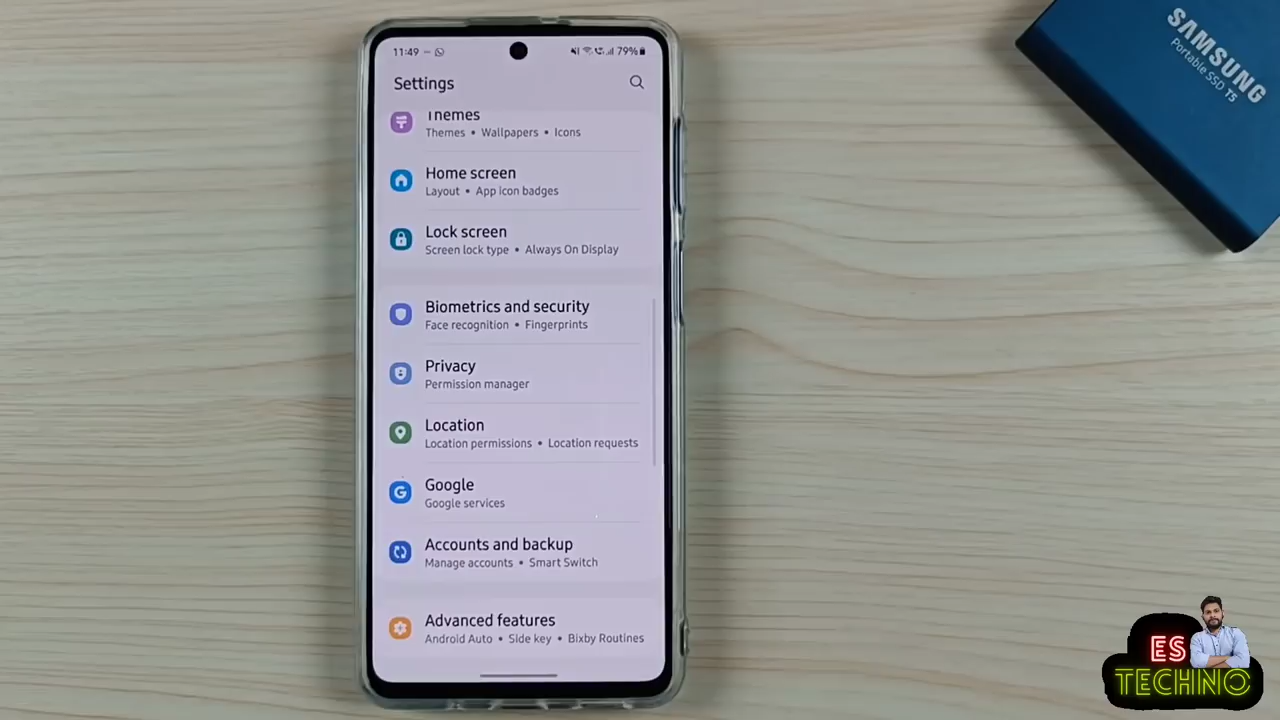 11:49
79%
Settings
Themes
Themes • Wallpapers • Icons
Home screen
Layout • App icon badges
Lock screen
Screen lock type • Always On Display
Biometrics and security
Face recognition • Fingerprints
Privacy
Permission manager
Location
Location permissions • Location requests
Google
Google services
Accounts and backup
Manage accounts • Smart Switch
Advanced features
Android Auto • Side key • Bixby Routines
SAMSUNG
Portable SSD T5
ES
TECHNO